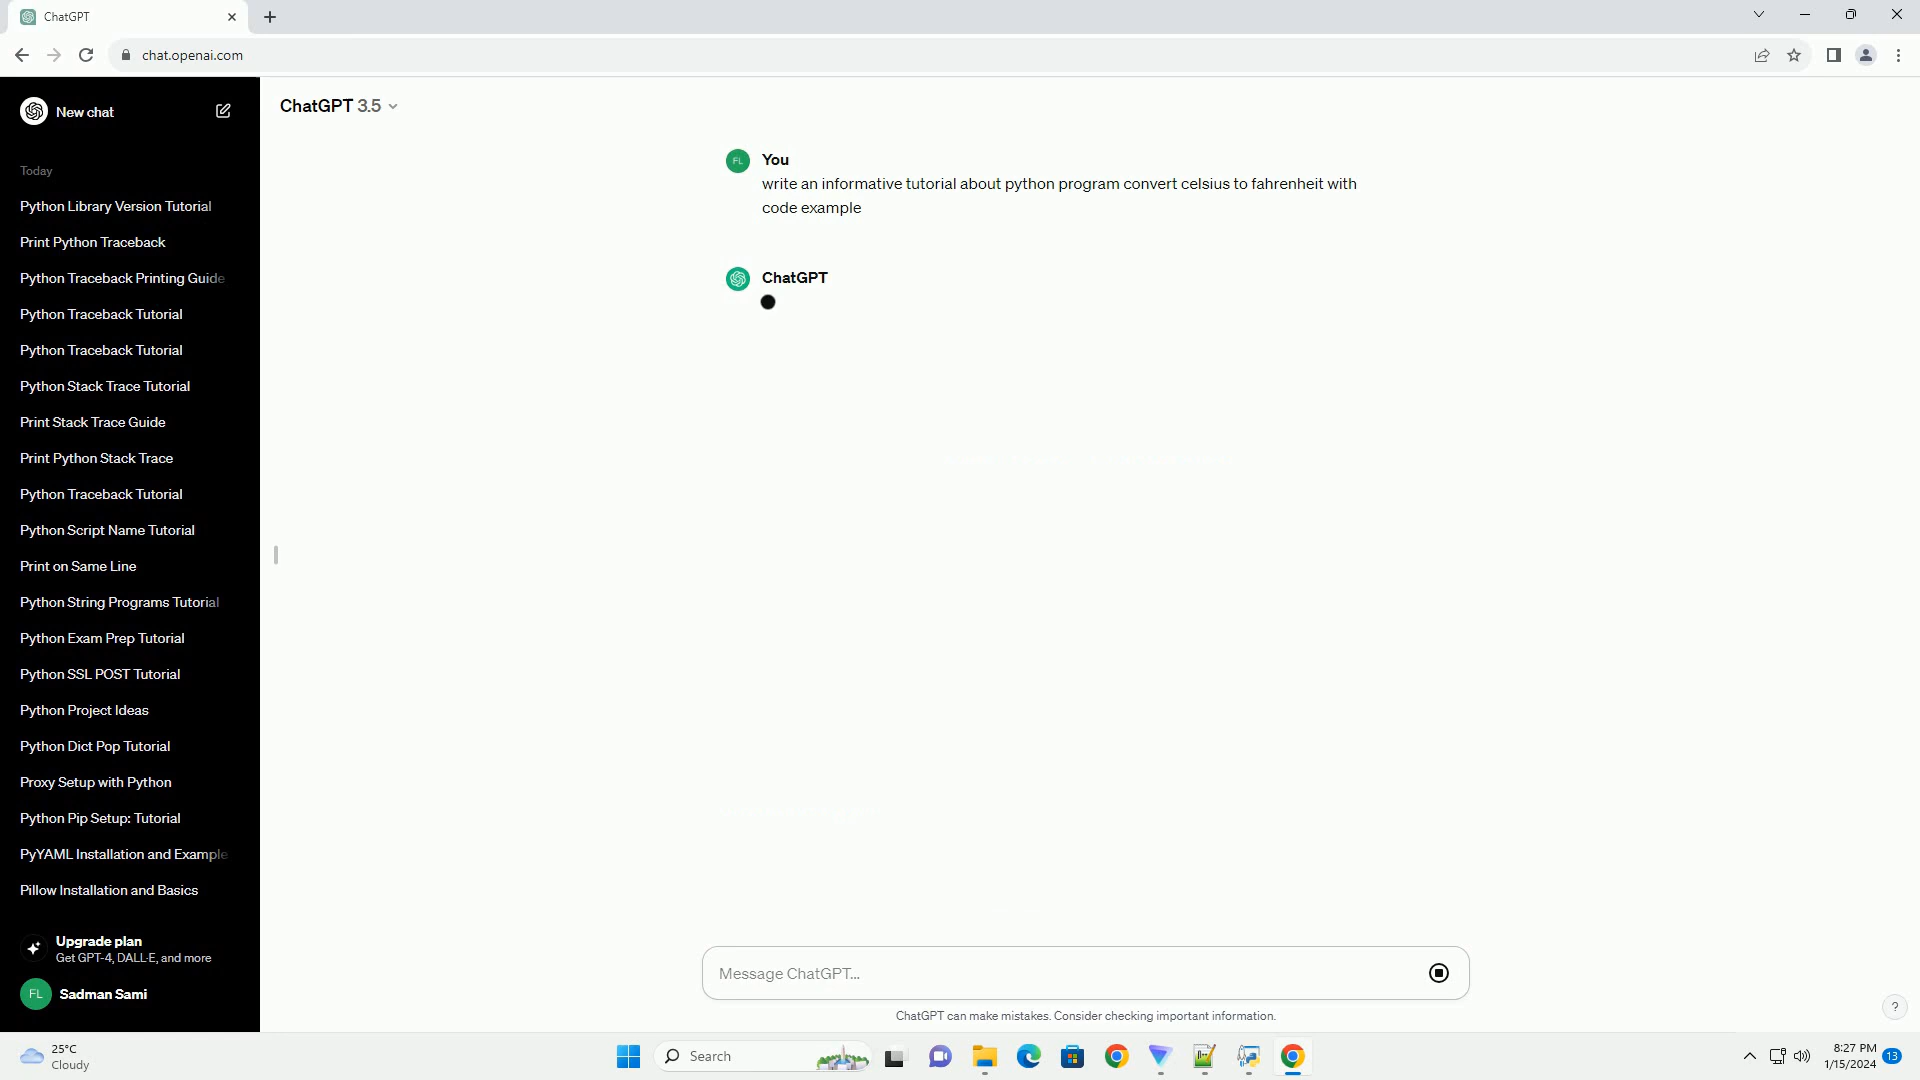 ChatGPT
chat.openai.com
New chat
Today
Python Library Version Tutorial
Print Python Traceback
Python Traceback Printing Guide
Python Traceback Tutorial
Python Traceback Tutorial
Python Stack Trace Tutorial
Print Stack Trace Guide
Print Python Stack Trace
Python Traceback Tutorial
Python Script Name Tutorial
Print on Same Line
Python String Programs Tutorial
Python Exam Prep Tutorial
Python SSL POST Tutorial
Python Project Ideas
Python Dict Pop Tutorial
Proxy Setup with Python
Python Pip Setup: Tutorial
PyYAML Installation and Example
Pillow Installation and Basics
Upgrade plan
Get GPT-4, DALL·E, and more
FL Sadman Sami
ChatGPT 3.5
FL You
write an informative tutorial about python program convert celsius to fahrenheit with
code example
ChatGPT
Message ChatGPT...
ChatGPT can make mistakes. Consider checking important information.
?
25°C
Cloudy
Search
8:27 PM
1/15/2024
13